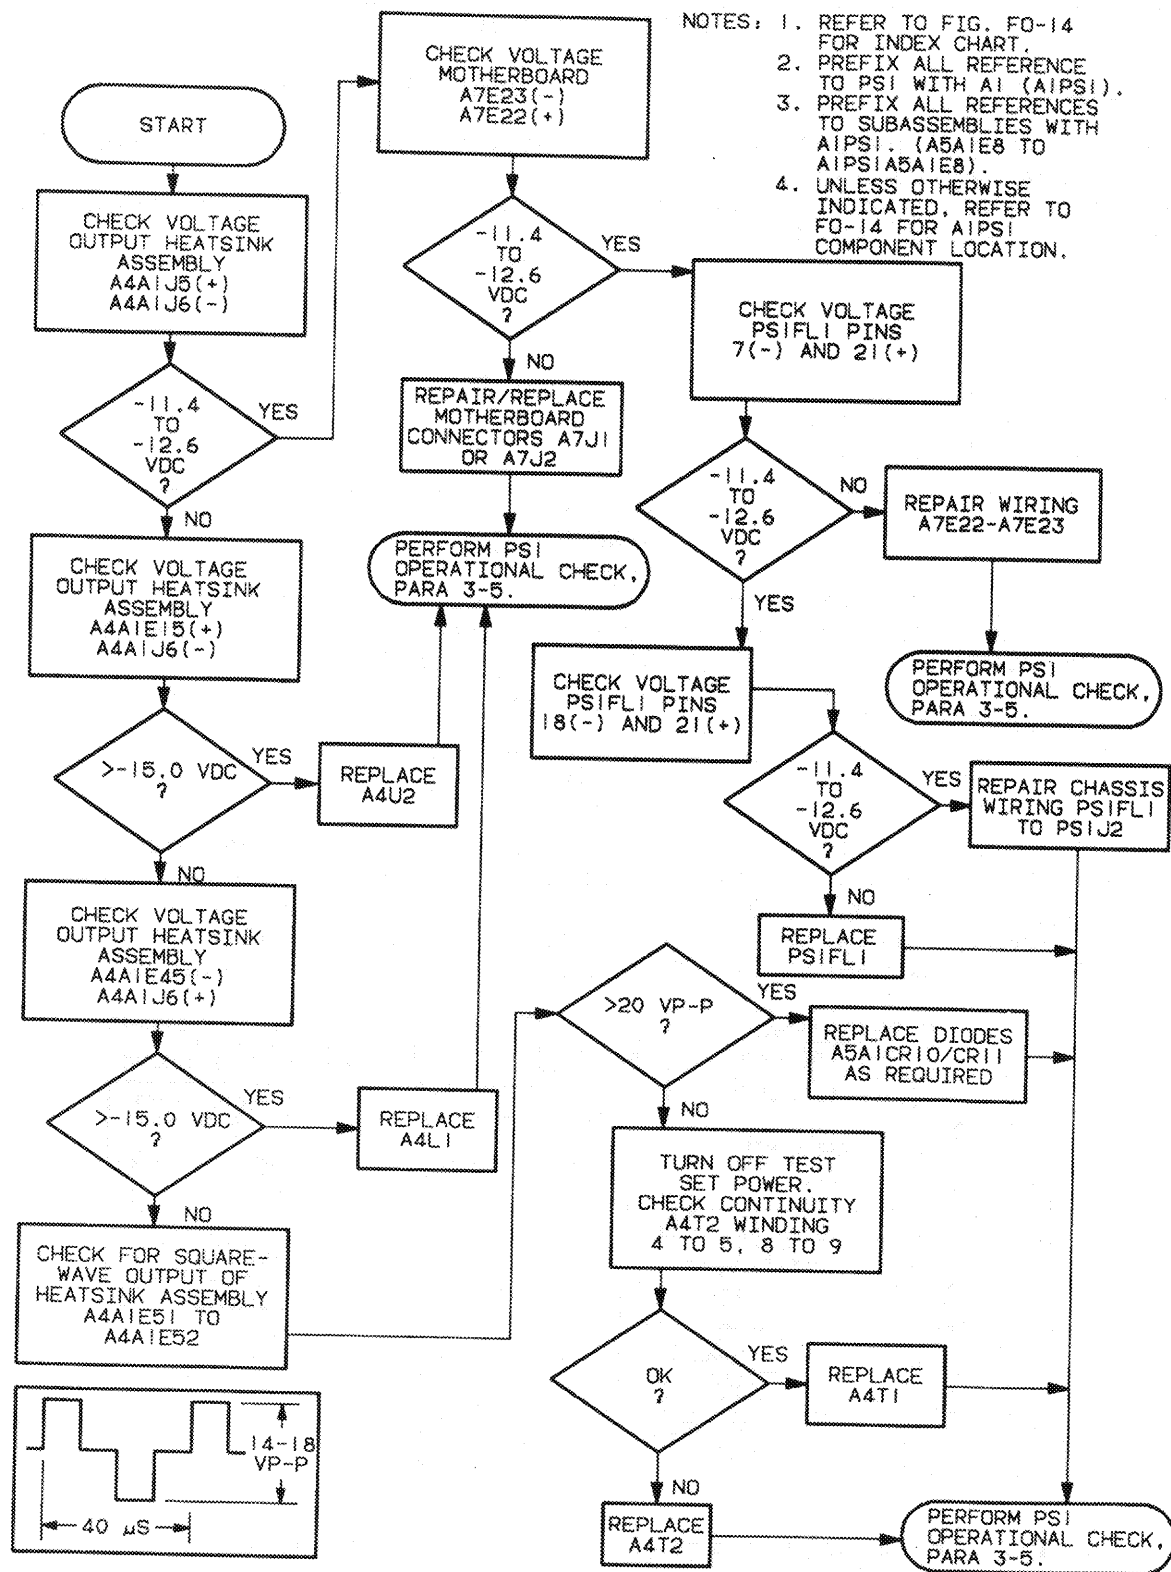 NOTES: 1. REFER TO FIG. FO-14
FOR INDEX CHART.
2. PREFIX ALL REFERENCE
TO PS1 WITH A1 (A1PS1).
3. PREFIX ALL REFERENCES
TO SUBASSEMBLIES WITH
A1PS1. (A5A1E8 TO
A1PS1A5A1E8).
4. UNLESS OTHERWISE
INDICATED, REFER TO
FO-14 FOR A1PS1
COMPONENT LOCATION.
START
CHECK VOLTAGE
OUTPUT HEATSINK
ASSEMBLY
A4A1J5(+)
A4A1J6(-)
-11.4
TO
-12.6
VDC
?
YES
NO
CHECK VOLTAGE
OUTPUT HEATSINK
ASSEMBLY
A4A1E15(+)
A4A1J6(-)
>-15.0 VDC
?
YES
REPLACE
A4U2
NO
CHECK VOLTAGE
OUTPUT HEATSINK
ASSEMBLY
A4A1E45(-)
A4A1J6(+)
>-15.0 VDC
?
YES
REPLACE
A4L1
NO
CHECK FOR SQUARE-
WAVE OUTPUT OF
HEATSINK ASSEMBLY
A4A1E51 TO
A4A1E52
14-18
VP-P
40 µS
CHECK VOLTAGE
MOTHERBOARD
A7E23(-)
A7E22(+)
-11.4
TO
-12.6
VDC
?
YES
NO
REPAIR/REPLACE
MOTHERBOARD
CONNECTORS A7J1
OR A7J2
PERFORM PS1
OPERATIONAL CHECK,
PARA 3-5.
CHECK VOLTAGE
PS1FL1 PINS
7(-) AND 21(+)
-11.4
TO
-12.6
VDC
?
NO
REPAIR WIRING
A7E22-A7E23
PERFORM PS1
OPERATIONAL CHECK,
PARA 3-5.
YES
CHECK VOLTAGE
PS1FL1 PINS
18(-) AND 21(+)
-11.4
TO
-12.6
VDC
?
YES
REPAIR CHASSIS
WIRING PS1FL1
TO PS1J2
NO
REPLACE
PS1FL1
>20 VP-P
?
YES
REPLACE DIODES
A5A1CR10/CR11
AS REQUIRED
NO
TURN OFF TEST
SET POWER.
CHECK CONTINUITY
A4T2 WINDING
4 TO 5, 8 TO 9
OK
?
YES
REPLACE
A4T1
NO
REPLACE
A4T2
PERFORM PS1
OPERATIONAL CHECK,
PARA 3-5.